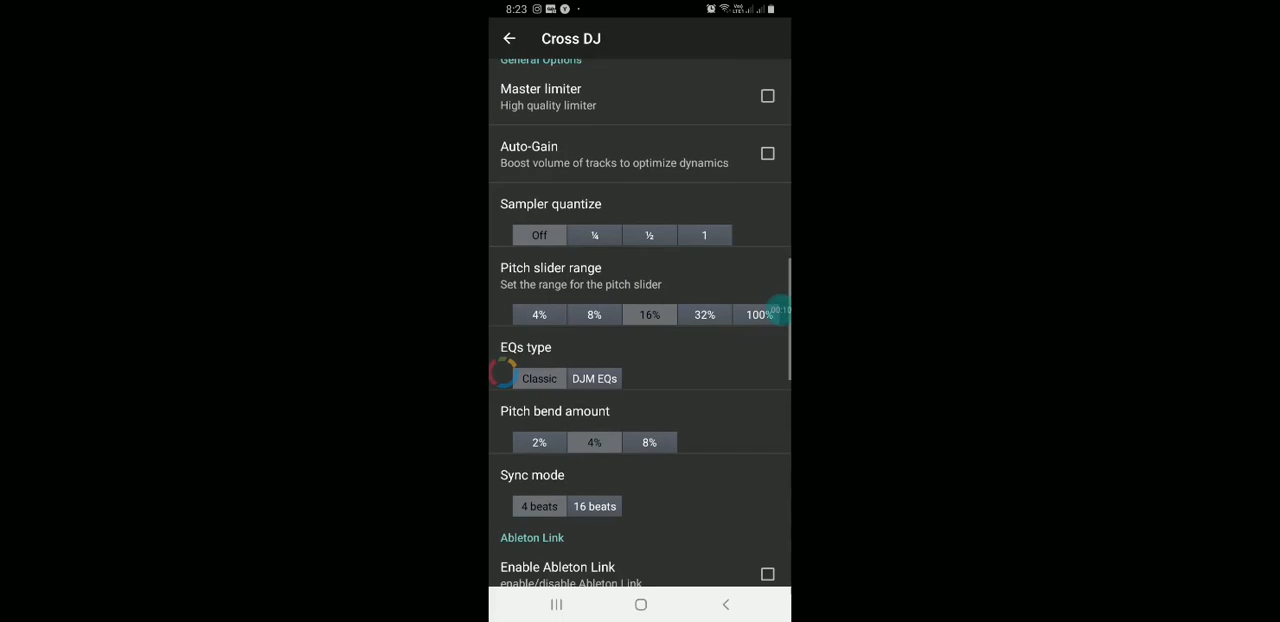 8:23
Cross DJ
General Options
Master limiter
High quality limiter
Auto-Gain
Boost volume of tracks to optimize dynamics
Sampler quantize
Off ¼ ½ 1
Pitch slider range
Set the range for the pitch slider
4% 8% 16% 32% 100%
00:10
EQs type
Classic DJM EQs
Pitch bend amount
2% 4% 8%
Sync mode
4 beats 16 beats
Ableton Link
Enable Ableton Link
enable/disable Ableton Link